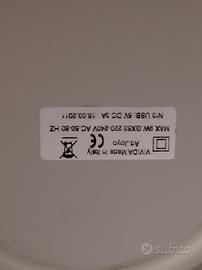 VIVIDA Made in Italy
Art.Joyo
MAX 9W GX53 220-240V AC 50-60 HZ
N°3 USB: 5V DC 3A 18.03.2011
subito